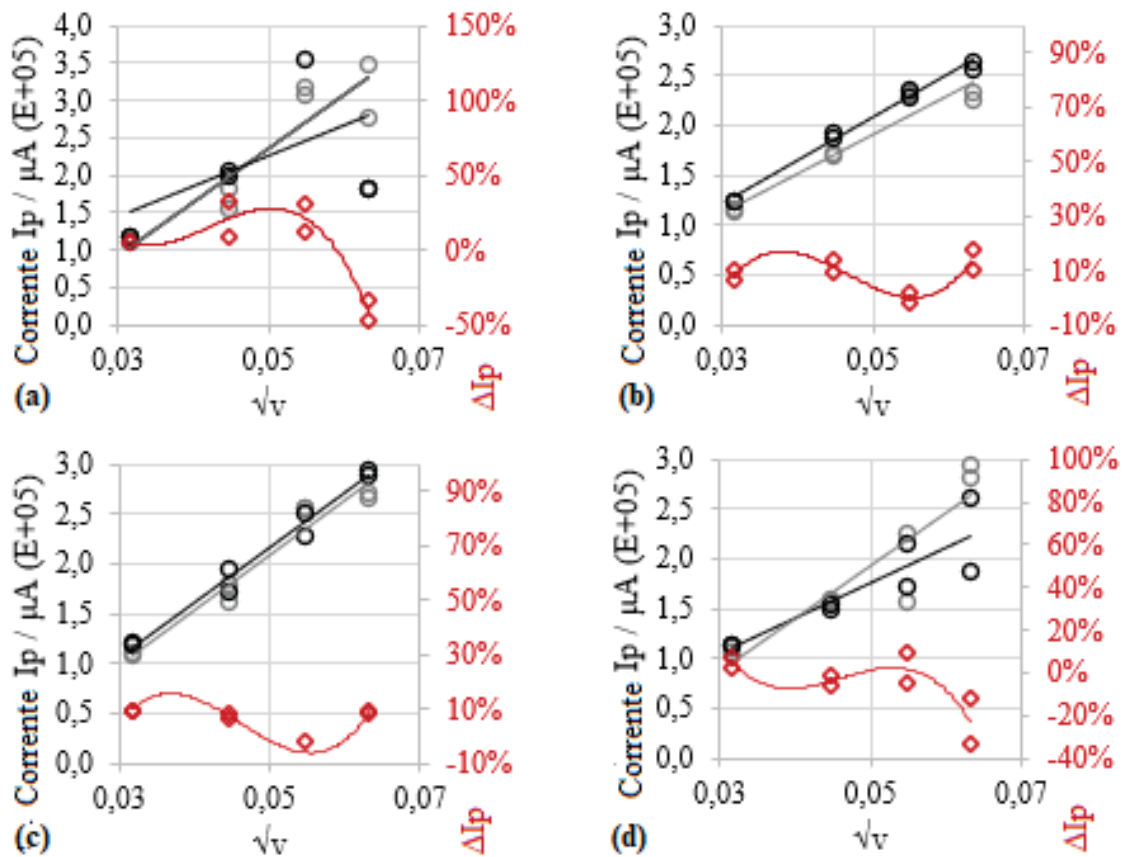 4,0
3,5
3,0
2,5
2,0
1,5
1,0
0,5
0,0
Corrente Ip / µA (E+05)
150%
100%
50%
0%
-50%
ΔIp
0,03 0,05 0,07
√v
(a)
3,0
2,5
2,0
1,5
1,0
0,5
0,0
Corrente Ip / µA (E+05)
90%
70%
50%
30%
10%
-10%
ΔIp
0,03 0,05 0,07
√v
(b)
3,0
2,5
2,0
1,5
1,0
0,5
0,0
Corrente Ip / µA (E+05)
90%
70%
50%
30%
10%
-10%
ΔIp
0,03 0,05 0,07
√v
(c)
3,0
2,5
2,0
1,5
1,0
0,5
0,0
Corrente Ip / µA (E+05)
100%
80%
60%
40%
20%
0%
-20%
-40%
ΔIp
0,03 0,05 0,07
√v
(d)